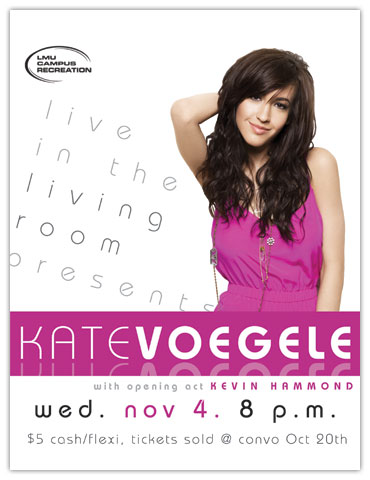 LMU
CAMPUS
RECREATION
live
in the
living
room
presents
KATEVOEGELE
with opening act KEVIN HAMMOND
wed. nov 4. 8 p.m.
$5 cash/flexi, tickets sold @ convo Oct 20th